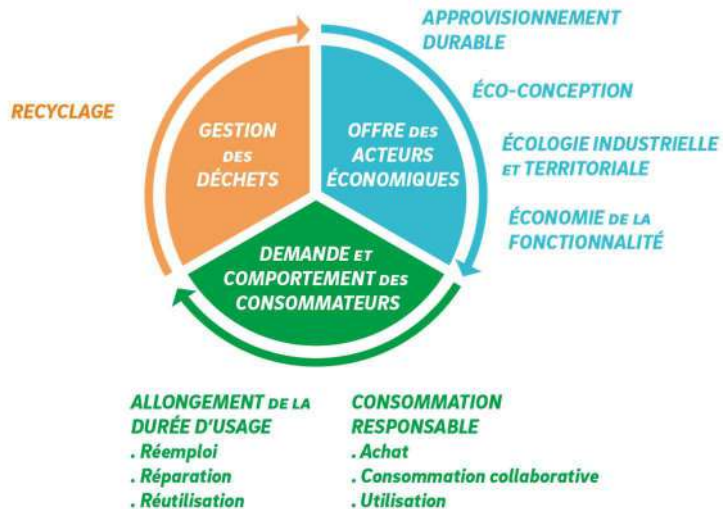 APPROVISIONNEMENT
DURABLE
ÉCO-CONCEPTION
ÉCOLOGIE INDUSTRIELLE
ET TERRITORIALE
ÉCONOMIE DE LA
FONCTIONNALITÉ
RECYCLAGE
GESTION
DES
DÉCHETS
OFFRE DES
ACTEURS
ÉCONOMIQUES
DEMANDE ET
COMPORTEMENT DES
CONSOMMATEURS
ALLONGEMENT DE LA
DURÉE D'USAGE
. Réemploi
. Réparation
. Réutilisation
CONSOMMATION
RESPONSABLE
. Achat
. Consommation collaborative
. Utilisation